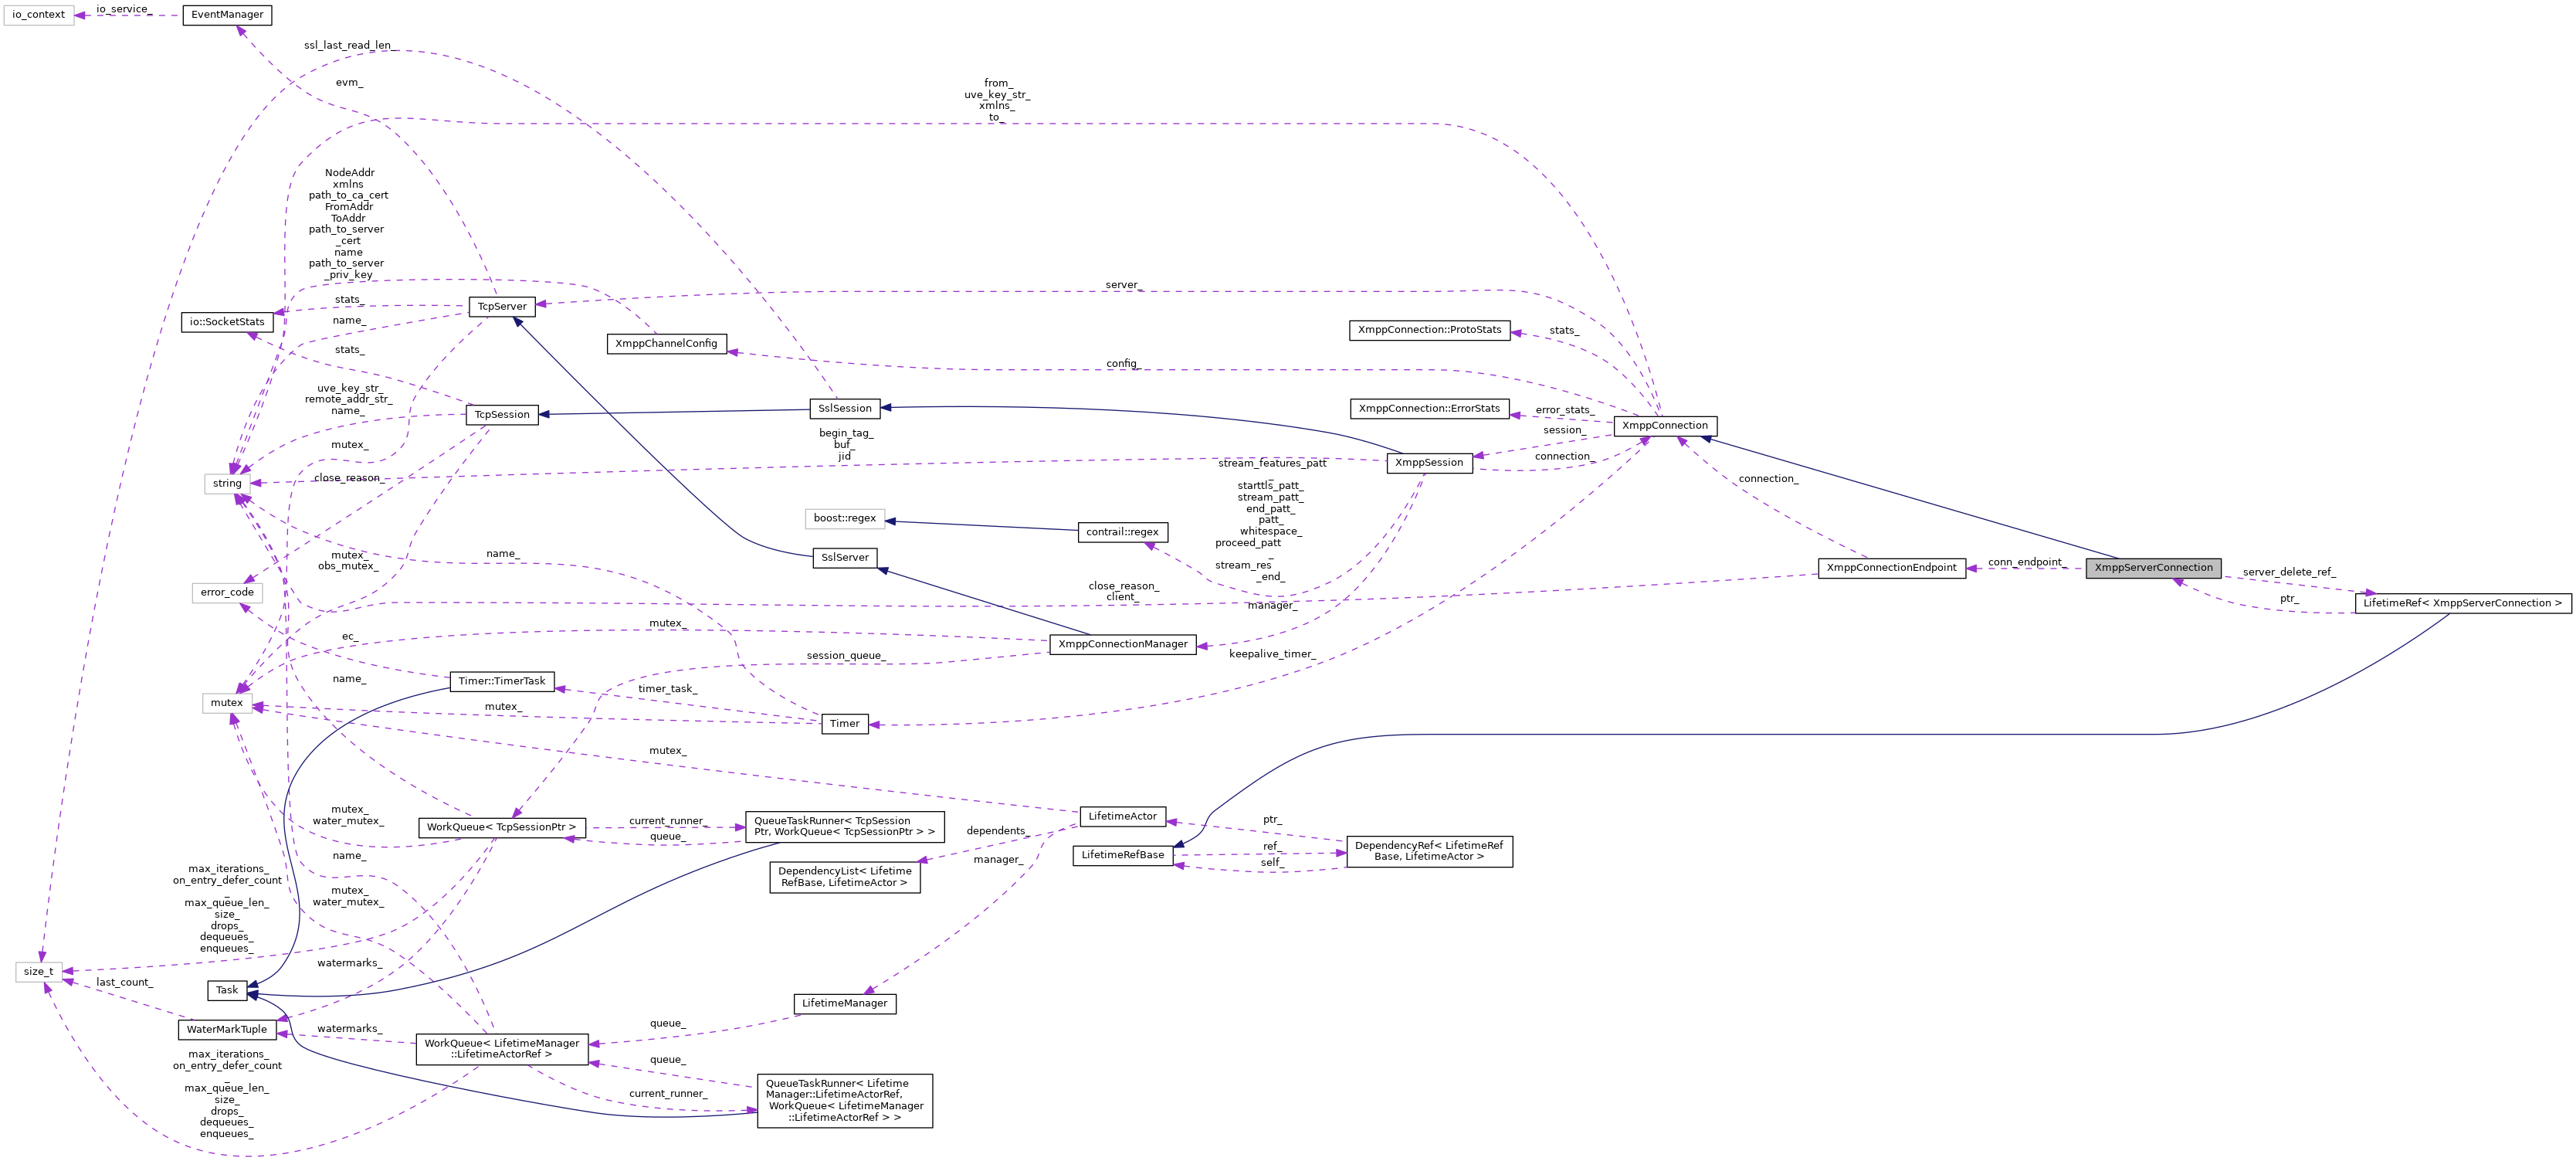 io_context
io_service_
EventManager
ssl_last_read_len_
evm_
from_
uve_key_str_
xmlns_
to_
NodeAddr
xmlns
path_to_ca_cert
FromAddr
ToAddr
path_to_server
_cert
name
path_to_server
_priv_key
server_
stats_
TcpServer
io::SocketStats
name_
stats_
XmppConnection::ProtoStats
stats_
XmppChannelConfig
config_
uve_key_str_
remote_addr_str_
name_
TcpSession
SslSession
XmppConnection::ErrorStats
error_stats_
XmppConnection
session_
begin_tag_
buf_
jid
mutex_
XmppSession
connection_
connection_
close_reason_
string
stream_features_patt
_
starttls_patt_
stream_patt_
end_patt_
patt_
whitespace_
proceed_patt
_
stream_res
_end_
boost::regex
contrail::regex
name_
SslServer
mutex_
obs_mutex_
XmppConnectionEndpoint
conn_endpoint_
XmppServerConnection
server_delete_ref_
ptr_
LifetimeRef< XmppServerConnection >
error_code
close_reason_
client_
manager_
mutex_
ec_
XmppConnectionManager
session_queue_
keepalive_timer_
name_
Timer::TimerTask
timer_task_
mutex
mutex_
Timer
mutex_
mutex_
water_mutex_
WorkQueue< TcpSessionPtr >
current_runner_
queue_
QueueTaskRunner< TcpSession
Ptr, WorkQueue< TcpSessionPtr > >
LifetimeActor
dependents_
manager_
ptr_
ref_
self_
LifetimeRefBase
DependencyRef< LifetimeRef
Base, LifetimeActor >
DependencyList< Lifetime
RefBase, LifetimeActor >
name_
max_iterations_
on_entry_defer_count
_
max_queue_len_
size_
drops_
dequeues_
enqueues_
mutex_
water_mutex_
watermarks_
size_t
last_count_
Task
LifetimeManager
WaterMarkTuple
watermarks_
queue_
WorkQueue< LifetimeManager
::LifetimeActorRef >
queue_
current_runner_
QueueTaskRunner< Lifetime
Manager::LifetimeActorRef,
WorkQueue< LifetimeManager
::LifetimeActorRef > >
max_iterations_
on_entry_defer_count
_
max_queue_len_
size_
drops_
dequeues_
enqueues_